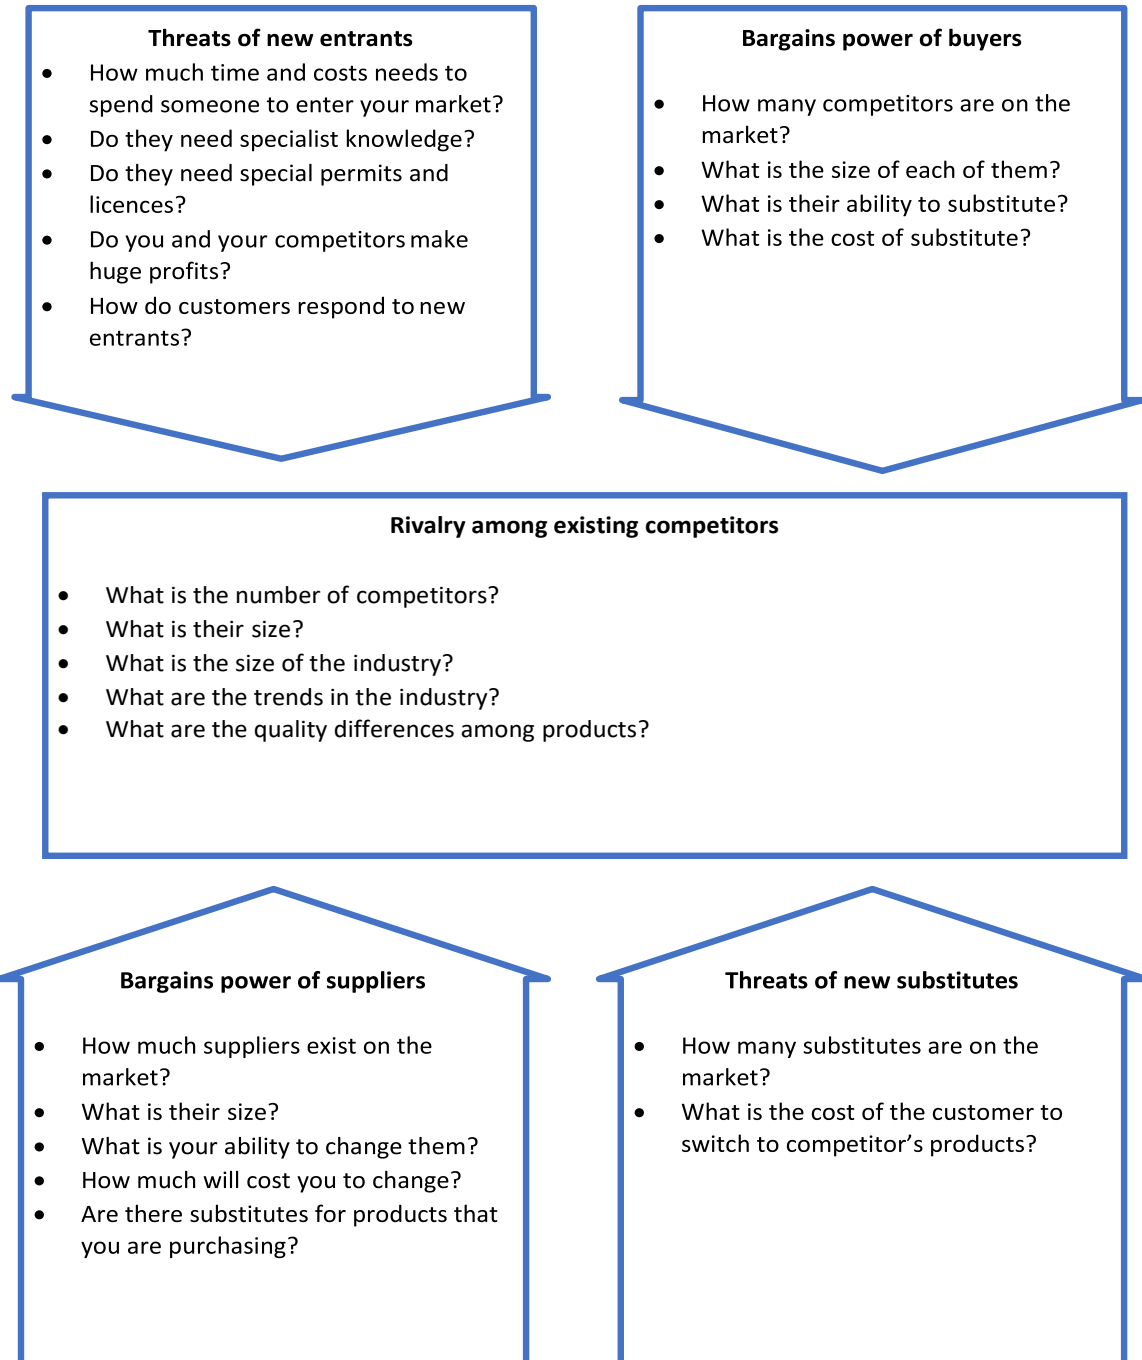 Threats of new entrants
• How much time and costs needs to
spend someone to enter your market?
• Do they need specialist knowledge?
• Do they need special permits and
licences?
• Do you and your competitors make
huge profits?
• How do customers respond to new
entrants?
Bargains power of buyers
• How many competitors are on the
market?
• What is the size of each of them?
• What is their ability to substitute?
• What is the cost of substitute?
Rivalry among existing competitors
• What is the number of competitors?
• What is their size?
• What is the size of the industry?
• What are the trends in the industry?
• What are the quality differences among products?
Bargains power of suppliers
• How much suppliers exist on the
market?
• What is their size?
• What is your ability to change them?
• How much will cost you to change?
• Are there substitutes for products that
you are purchasing?
Threats of new substitutes
• How many substitutes are on the
market?
• What is the cost of the customer to
switch to competitor’s products?